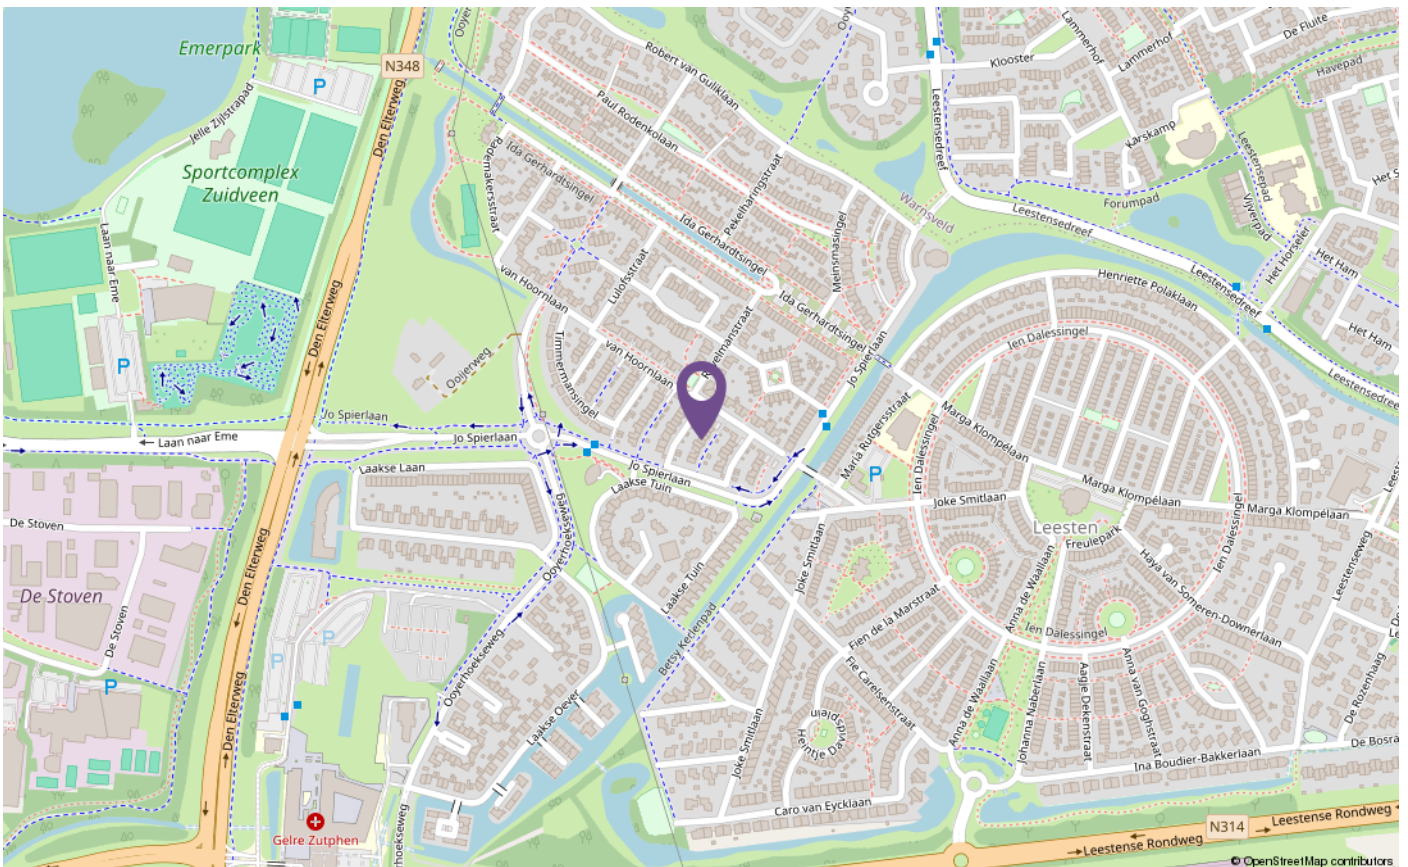 Emerpark
N348
Robert van Gulliklaan
Klooster
Lammerhof
Lammerhof
De Fluite
Havepad
Jelle Zijlstrapad
Den Elterweg
Paul Rodenkolaan
Leestensedreef
Karskamp
Leestensepad
Sportcomplex
Zuidveen
Ida Gerhardtsingel
Pekelharingstraat
Warnsveld
Forumpad
Vijverpad
Laan naar Eme
van Hoornlaan
Lulofsstraat
Ida Gerhardtsingel
Meinsmasingel
Leestensedreef
Het Horseler
Het Ham
Den Elterweg
Ida Gerhardtsingel
Henriette Polaklaan
Leestensedreef
Ien Dalessingel
Het Ham
P
P
Ooijerweg
Timmermansingel
van Hoornlaan
Jo Spierlaan
Leestensedreef
Jo Spierlaan
Laan naar Eme
Jo Spierlaan
Maria Rutgersstraat
Marga Klompélaan
Ien Dalessingel
Laakse Laan
Jo Spierlaan
Laakse Tuin
P
Joke Smitlaan
Marga Klompélaan
Marga Klompélaan
De Stoven
Ooyerhoekseweg
Leesten
Freulepark
Ien Dalessingel
Leestenseweg
De Stoven
De Stoven
Den Elterweg
Laakse Tuin
Joke Smitlaan
Anna de Waallaan
Haya van Someren-Downerlaan
P
P
P
Betsy Kerlenpad
Fien de la Marstraat
Ien Dalessingel
Ooyerhoekseweg
Fie Carelsenstraat
Anna de Waallaan
Johanna Naberlaan
Aagje Dekenstraat
Anna van Goghstraat
De Rozenhaag
Den Elterweg
Laakse Oever
Joke Smitlaan
Heintje Davidsplein
Ina Boudier-Bakkerlaan
De Bosra
Caro van Eycklaan
Gelre Zutphen
hoekseweg
Leestense Rondweg
N314
Leestense Rondweg
© OpenStreetMap contributors